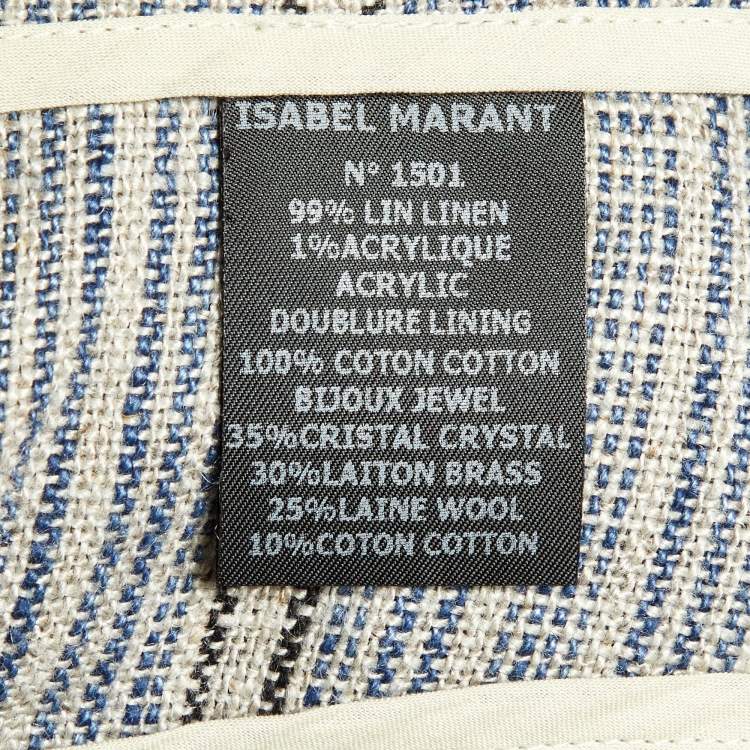 ISABEL MARANT
N° 1501
99% LIN LINEN
1%ACRYLIQUE
ACRYLIC
DOUBLURE LINING
100% COTON COTTON
BIJOUX JEWEL
35%CRISTAL CRYSTAL
30%LAITON BRASS
25%LAINE WOOL
10%COTON COTTON